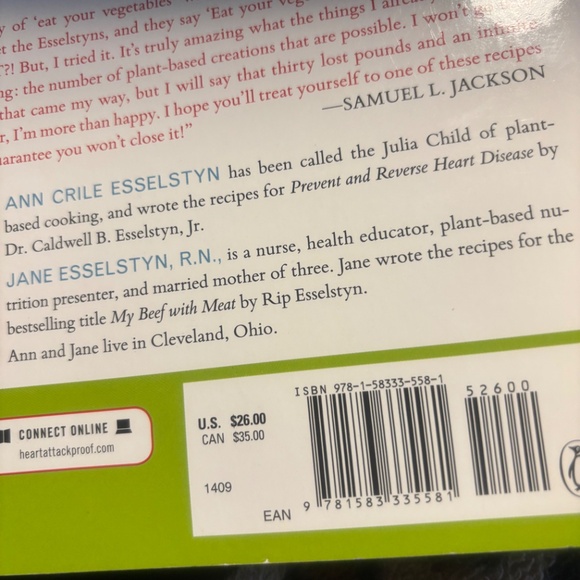 of 'eat your vegetables'
the Esselstyns, and they say 'Eat your
?! But, I tried it. It's truly amazing what the things I
: the number of plant-based creations that are possible. I won't
that came my way, but I will say that thirty lost pounds and an
r, I'm more than happy. I hope you'll treat yourself to one of these recipes
you won't close it!"
—SAMUEL L. JACKSON
ANN CRILE ESSELSTYN has been called the Julia Child of plant-
based cooking, and wrote the recipes for Prevent and Reverse Heart Disease by
Dr. Caldwell B. Esselstyn, Jr.
JANE ESSELSTYN, R.N., is a nurse, health educator, plant-based nu-
trition presenter, and married mother of three. Jane wrote the recipes for the
bestselling title My Beef with Meat by Rip Esselstyn.
Ann and Jane live in Cleveland, Ohio.
CONNECT ONLINE
heartattackproof.com
U.S. $26.00
CAN $35.00
1409
EAN
ISBN 978-1-58333-558-1
52600
9 781583 335581